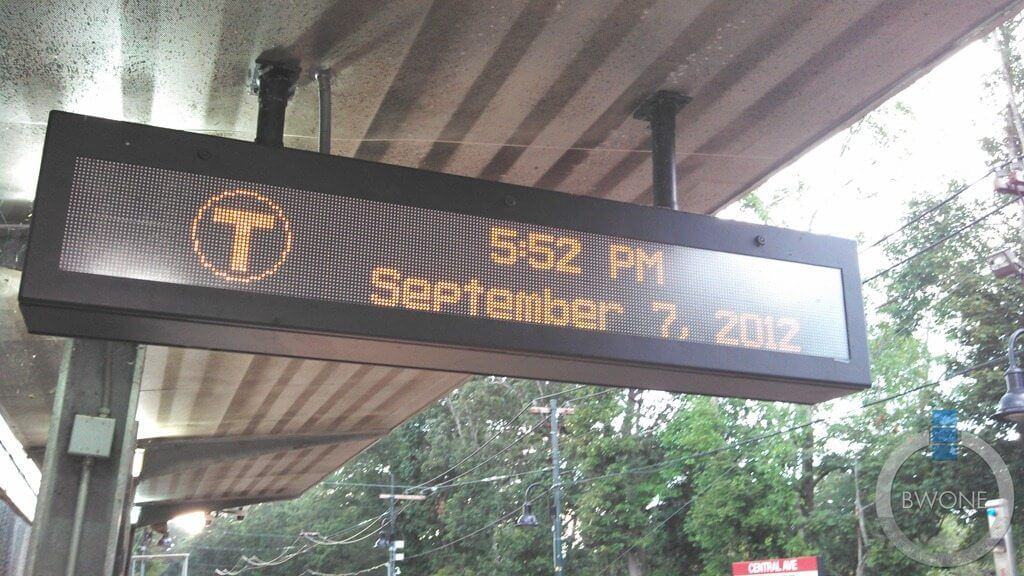 T
5:52 PM
September 7, 2012
CENTRAL AVE
BWONE